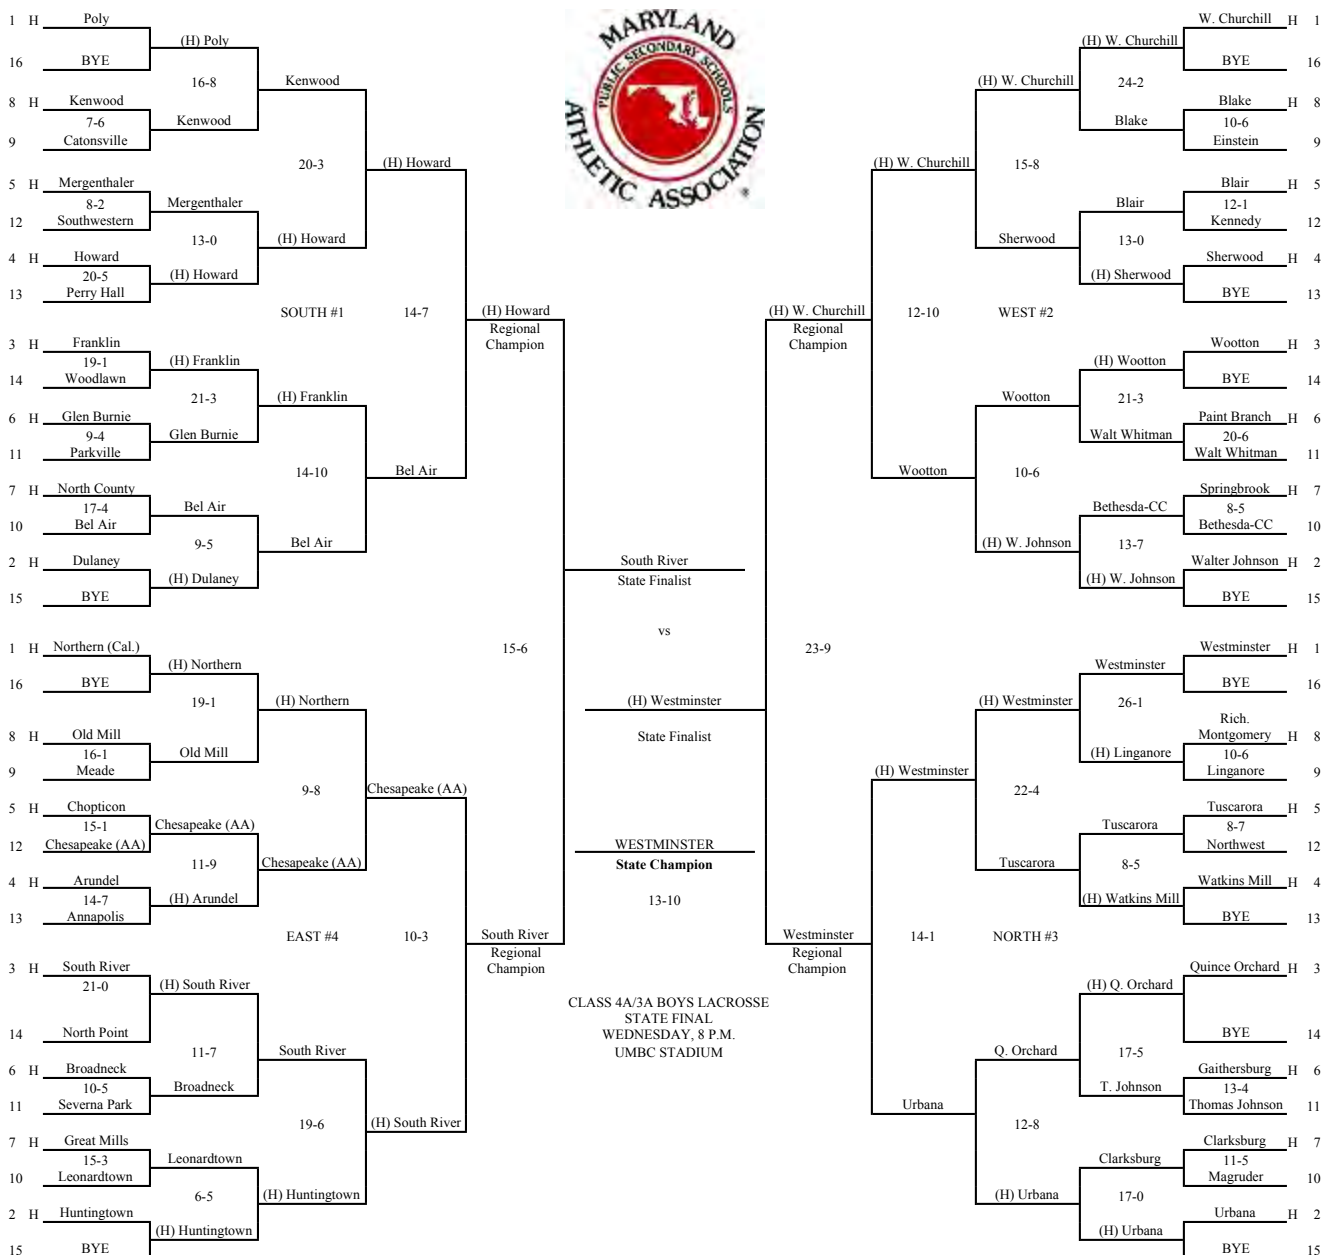 MARYLAND
PUBLIC SECONDARY SCHOOLS
ATHLETIC ASSOCIATION
®
1 H Poly
(H) Poly
16 BYE
16-8
Kenwood
8 H Kenwood
7-6
Kenwood
9 Catonsville
20-3
(H) Howard
5 H Mergenthaler
8-2
Mergenthaler
12 Southwestern
13-0
(H) Howard
4 H Howard
20-5
(H) Howard
13 Perry Hall
SOUTH #1
14-7
(H) Howard
Regional
Champion
3 H Franklin
19-1
(H) Franklin
14 Woodlawn
21-3
(H) Franklin
6 H Glen Burnie
9-4
Glen Burnie
11 Parkville
14-10
Bel Air
7 H North County
17-4
Bel Air
10 Bel Air
9-5
Bel Air
2 H Dulaney
(H) Dulaney
15 BYE
15-6
1 H Northern (Cal.)
(H) Northern
16 BYE
19-1
(H) Northern
8 H Old Mill
16-1
Old Mill
9 Meade
9-8
Chesapeake (AA)
5 H Chopticon
15-1
Chesapeake (AA)
12 Chesapeake (AA)
11-9
Chesapeake (AA)
4 H Arundel
14-7
(H) Arundel
13 Annapolis
EAST #4
10-3
South River
Regional
Champion
3 H South River
21-0
(H) South River
14 North Point
11-7
South River
6 H Broadneck
10-5
Broadneck
11 Severna Park
19-6
(H) South River
7 H Great Mills
15-3
Leonardtown
10 Leonardtown
6-5
(H) Huntingtown
2 H Huntingtown
(H) Huntingtown
15 BYE
South River
State Finalist
vs
(H) Westminster
State Finalist
WESTMINSTER
State Champion
13-10
CLASS 4A/3A BOYS LACROSSE
STATE FINAL
WEDNESDAY, 8 P.M.
UMBC STADIUM
W. Churchill H 1
(H) W. Churchill
BYE 16
(H) W. Churchill
24-2
Blake H 8
10-6
Blake
Einstein 9
(H) W. Churchill
15-8
Blair H 5
12-1
Blair
Kennedy 12
Sherwood
13-0
Sherwood H 4
(H) Sherwood
BYE 13
(H) W. Churchill
Regional
Champion
12-10
WEST #2
Wootton H 3
(H) Wootton
BYE 14
Wootton
21-3
Paint Branch H 6
20-6
Walt Whitman
Walt Whitman 11
Wootton
10-6
Springbrook H 7
8-5
Bethesda-CC
Bethesda-CC 10
(H) W. Johnson
13-7
Walter Johnson H 2
(H) W. Johnson
BYE 15
23-9
Westminster H 1
Westminster
BYE 16
(H) Westminster
26-1
Rich.
Montgomery H 8
10-6
(H) Linganore
Linganore 9
(H) Westminster
22-4
Tuscarora H 5
8-7
Tuscarora
Northwest 12
Tuscarora
8-5
Watkins Mill H 4
(H) Watkins Mill
BYE 13
Westminster
Regional
Champion
14-1
NORTH #3
Quince Orchard H 3
(H) Q. Orchard
BYE 14
Q. Orchard
17-5
Gaithersburg H 6
13-4
T. Johnson
Thomas Johnson 11
Urbana
12-8
Clarksburg H 7
11-5
Clarksburg
Magruder 10
(H) Urbana
17-0
Urbana H 2
(H) Urbana
BYE 15